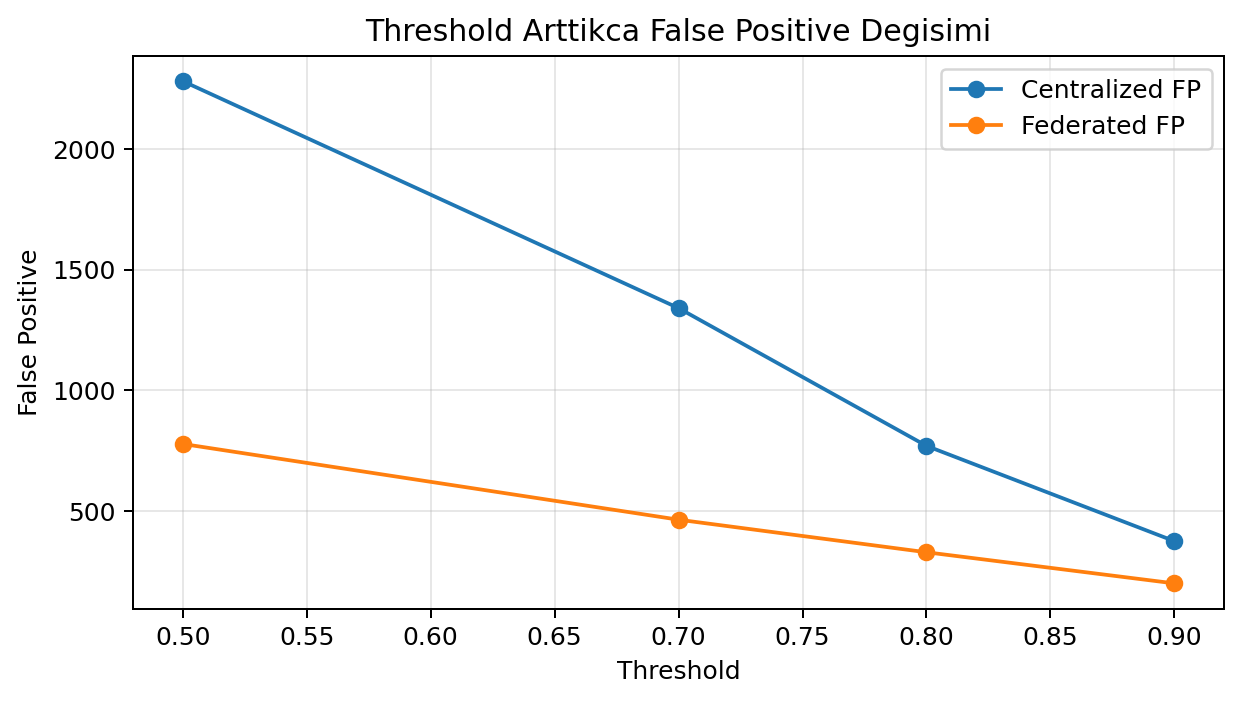 Threshold Arttikca False Positive Degisimi
Centralized FP
Federated FP
False Positive
2000
1500
1000
500
0.50 0.55 0.60 0.65 0.70 0.75 0.80 0.85 0.90
Threshold